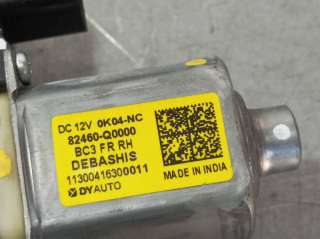 DC 12V 0K04-NC
82460-Q0000
BC3 FR RH
DEBASHIS
11300416300011
DYAUTO
MADE IN INDIA